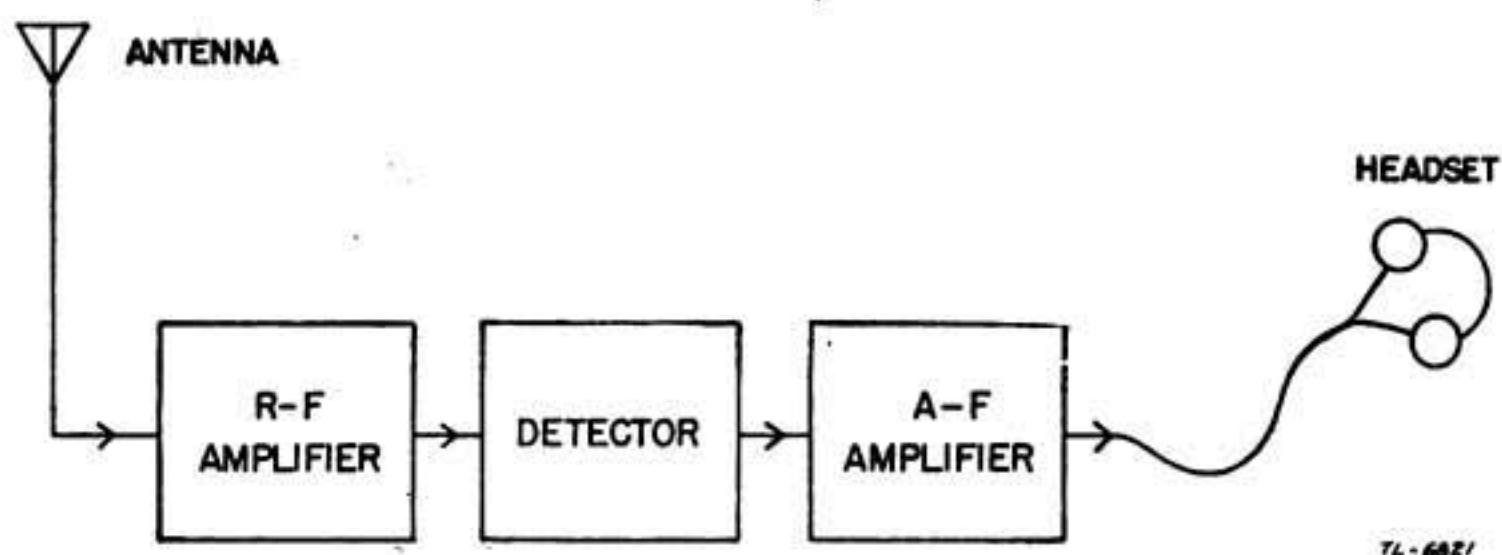 ANTENNA
HEADSET
R-F
AMPLIFIER
DETECTOR
A-F
AMPLIFIER